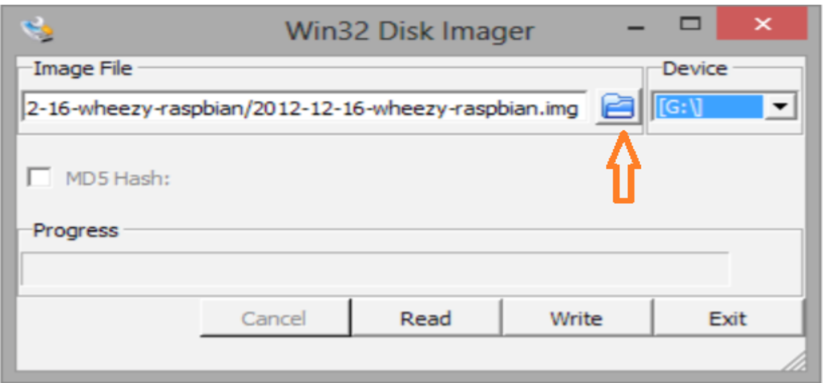 Win32 Disk Imager
Image File
Device
2-16-wheezy-raspbian/2012-12-16-wheezy-raspbian.img
[G:\]
MD5 Hash:
Progress
Cancel Read Write Exit